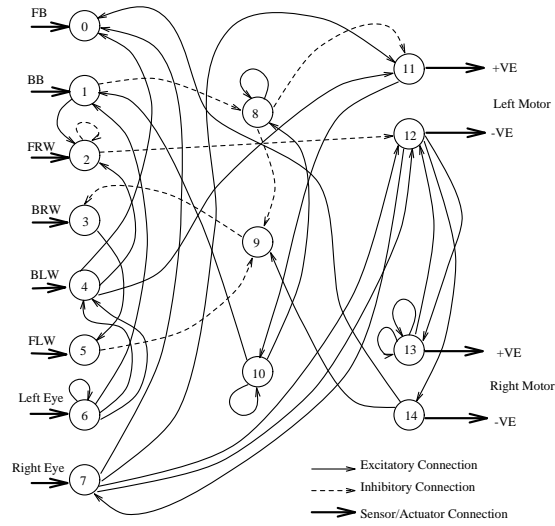 FB
0
BB
1
FRW
2
BRW
3
BLW
4
FLW
5
Left Eye
6
Right Eye
7
8
9
10
11
+VE
Left Motor
12
-VE
13
+VE
Right Motor
14
-VE
Excitatory Connection
Inhibitory Connection
Sensor/Actuator Connection